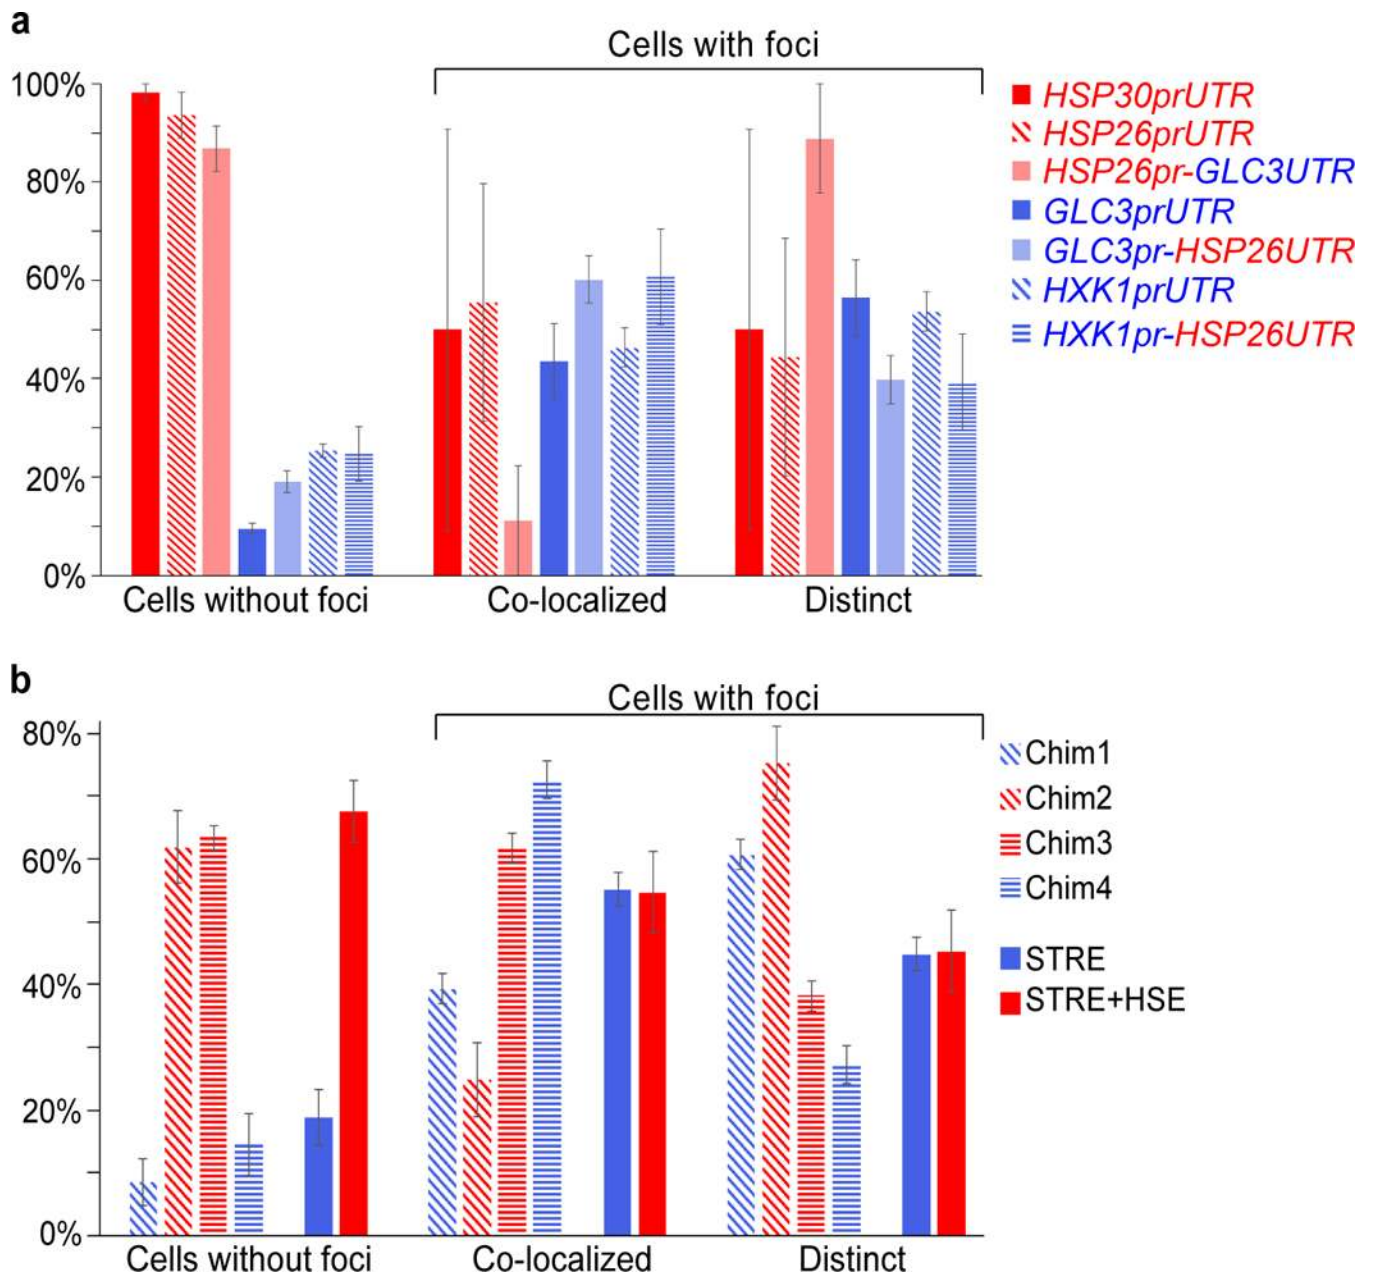 a
Cells with foci
100%
80%
60%
40%
20%
0%
Cells without foci
Co-localized
Distinct
HSP30prUTR
HSP26prUTR
HSP26pr-GLC3UTR
GLC3prUTR
GLC3pr-HSP26UTR
HXK1prUTR
HXK1pr-HSP26UTR
b
Cells with foci
80%
60%
40%
20%
0%
Cells without foci
Co-localized
Distinct
Chim1
Chim2
Chim3
Chim4
STRE
STRE+HSE